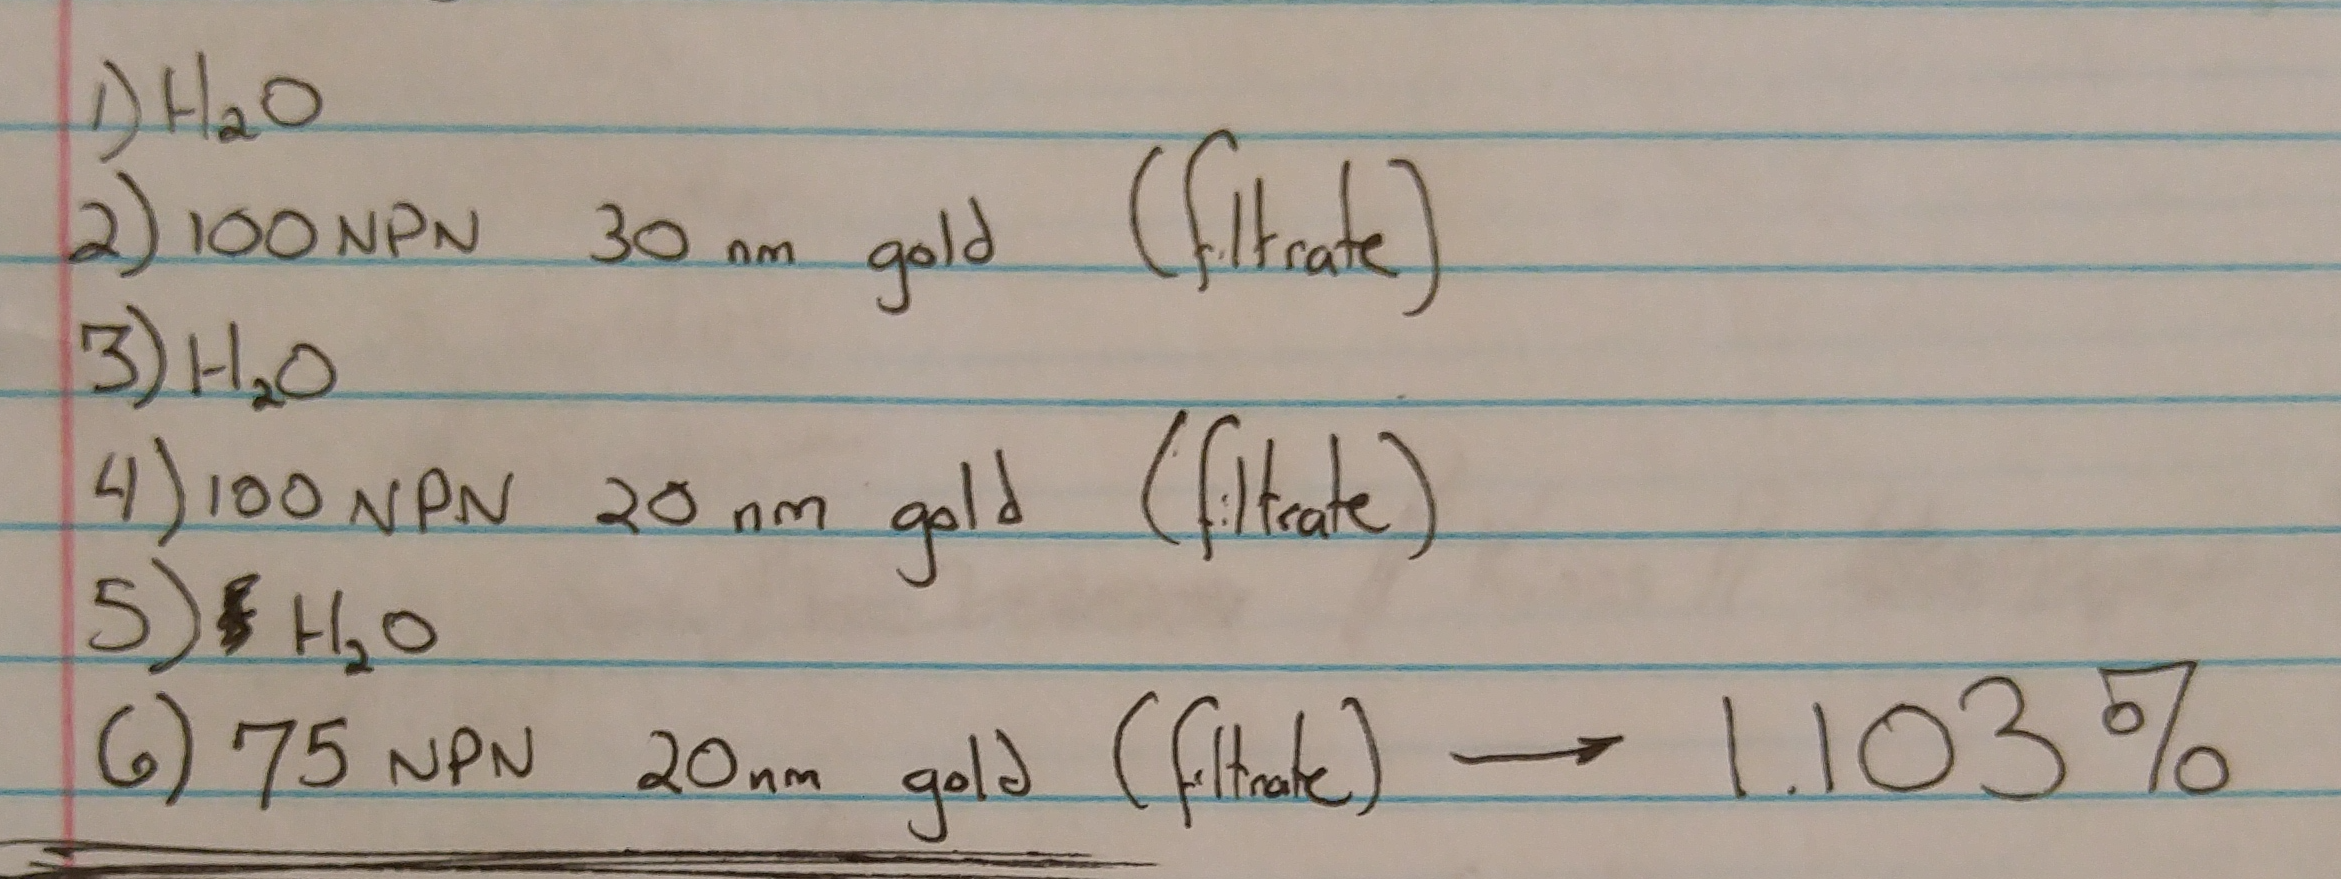 1) H₂O
2) 100 NPN 30 nm gold (filtrate)
3) H₂O
4) 100 NPN 20 nm gold (filtrate)
5) H₂O
6) 75 NPN 20 nm gold (filtrate) → 1.103 %